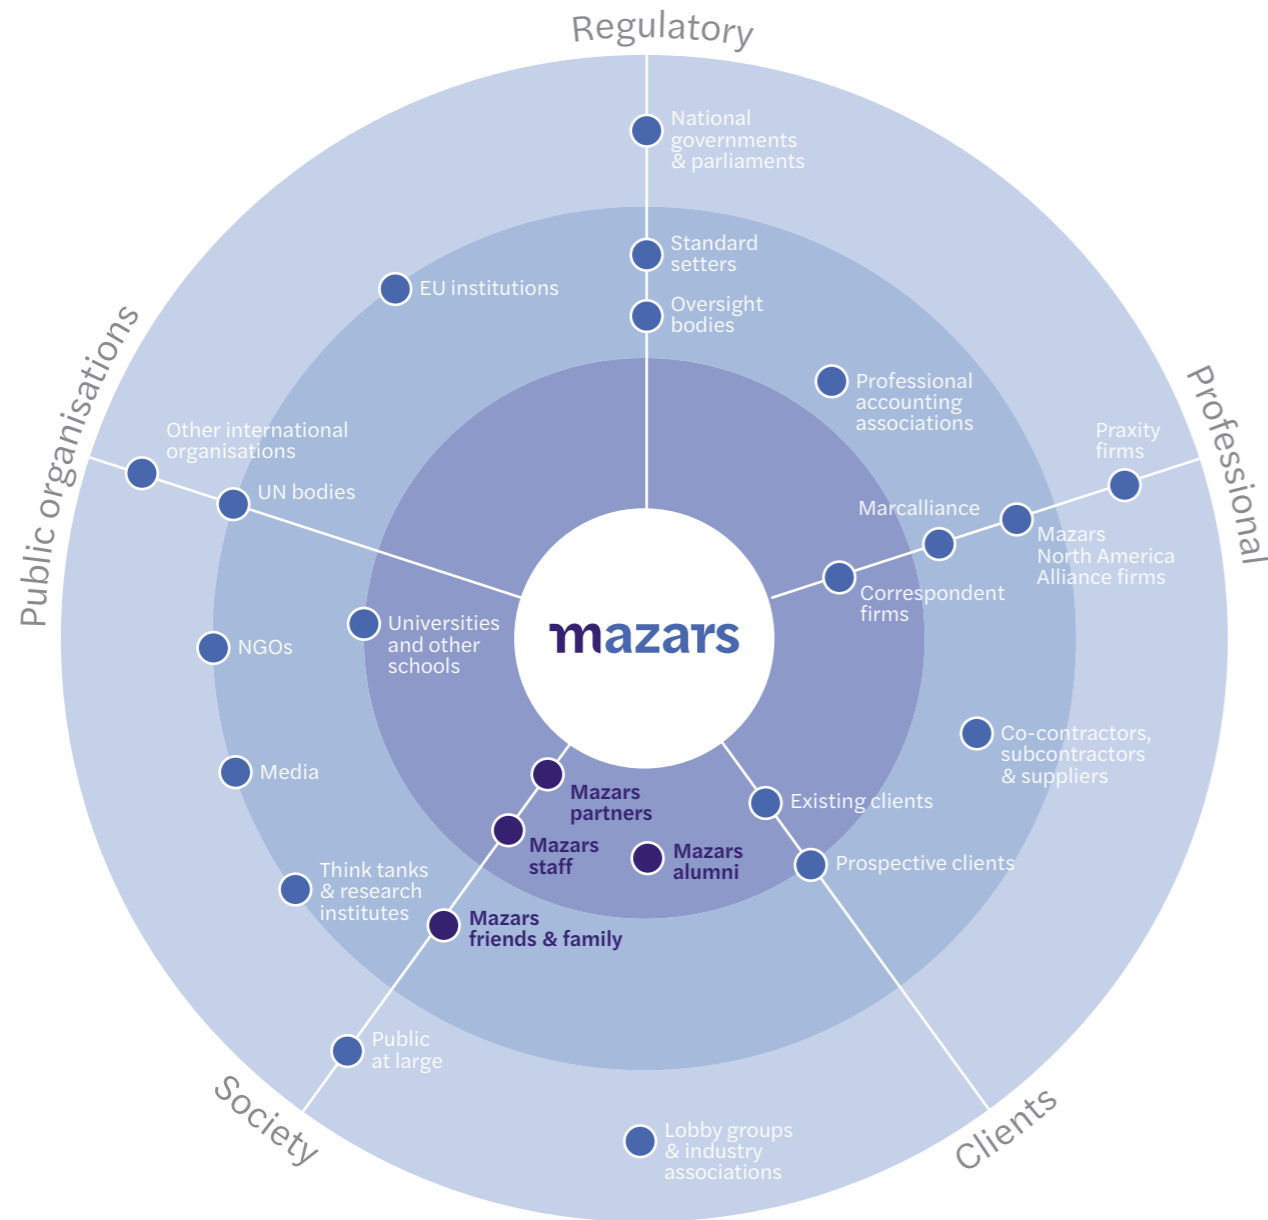 Regulatory
National
governments
& parliaments
Standard
setters
EU institutions
Oversight
bodies
Public organisations
Professional
Professional
accounting
associations
Other international
organisations
Praxity
firms
UN bodies
Marcalliance
Mazars
North America
Alliance firms
Correspondent
firms
Universities
and other
schools
mazars
NGOs
Co-contractors,
subcontractors
& suppliers
Media
Mazars
partners
Existing clients
Mazars
staff
Mazars
alumni
Prospective clients
Think tanks
& research
institutes
Mazars
friends & family
Public
at large
Society
Clients
Lobby groups
& industry
associations